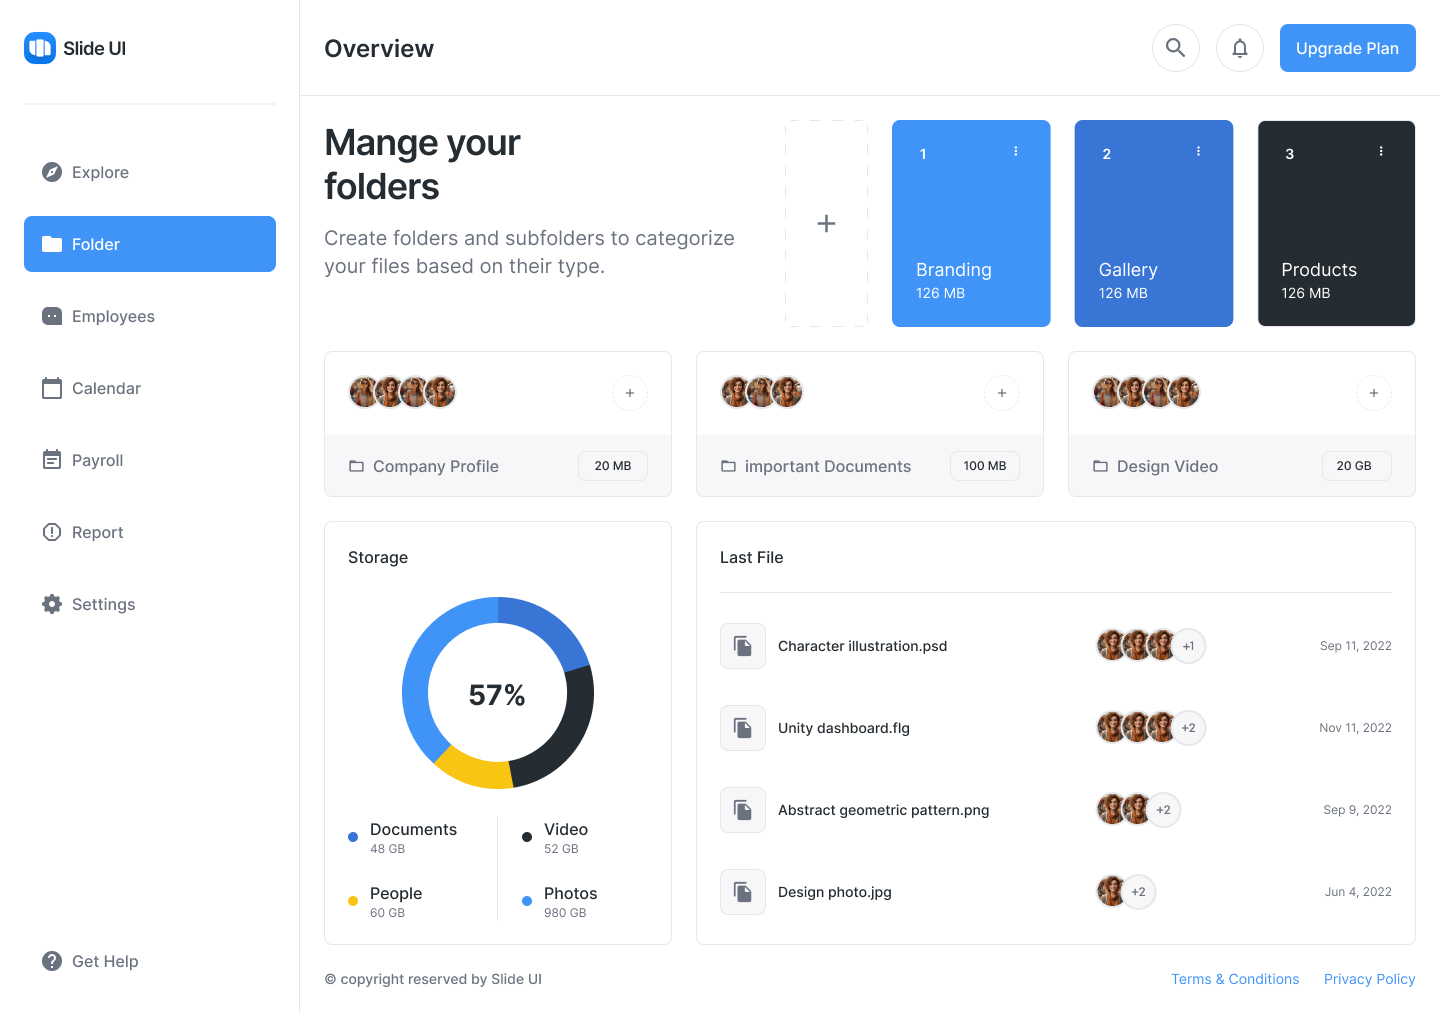 Slide UI
Explore
Folder
Employees
Calendar
Payroll
Report
Settings
Get Help
Overview
Upgrade Plan
Mange your
folders
Create folders and subfolders to categorize
your files based on their type.
1
Branding
126 MB
2
Gallery
126 MB
3
Products
126 MB
Company Profile
20 MB
important Documents
100 MB
Design Video
20 GB
Storage
57%
Documents
48 GB
Video
52 GB
People
60 GB
Photos
980 GB
Last File
Character illustration.psd
+1
Sep 11, 2022
Unity dashboard.flg
+2
Nov 11, 2022
Abstract geometric pattern.png
+2
Sep 9, 2022
Design photo.jpg
+2
Jun 4, 2022
© copyright reserved by Slide UI
Terms & Conditions
Privacy Policy